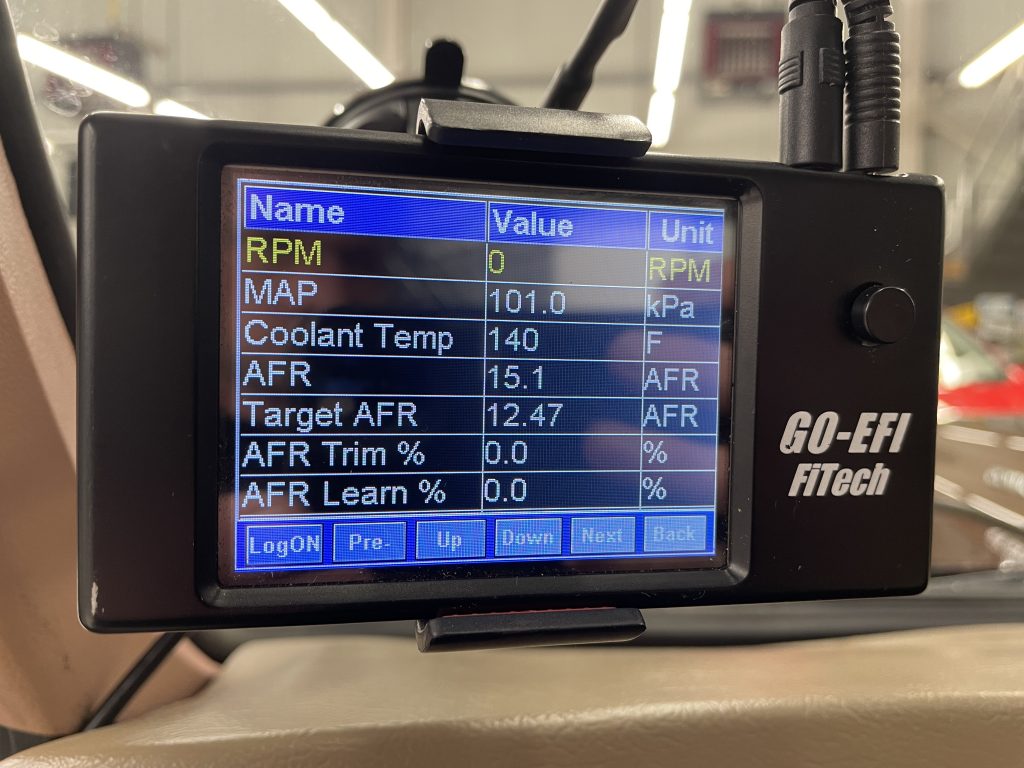 Name Value Unit
RPM 0 RPM
MAP 101.0 kPa
Coolant Temp 140 F
AFR 15.1 AFR
Target AFR 12.47 AFR
AFR Trim % 0.0 %
AFR Learn % 0.0 %
LogON Pre- Up Down Next Back
GO-EFI
FiTech